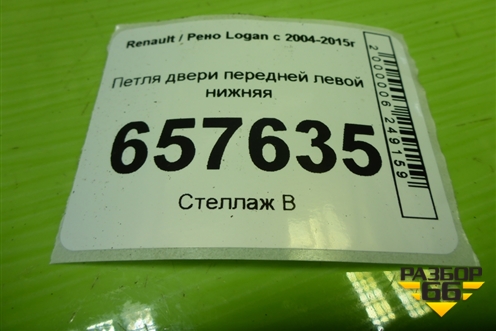 Renault / Рено Logan с 2004-2015г
Петля двери передней левой
нижняя
657635
Стеллаж В
2000006249159
РАЗБОР
66